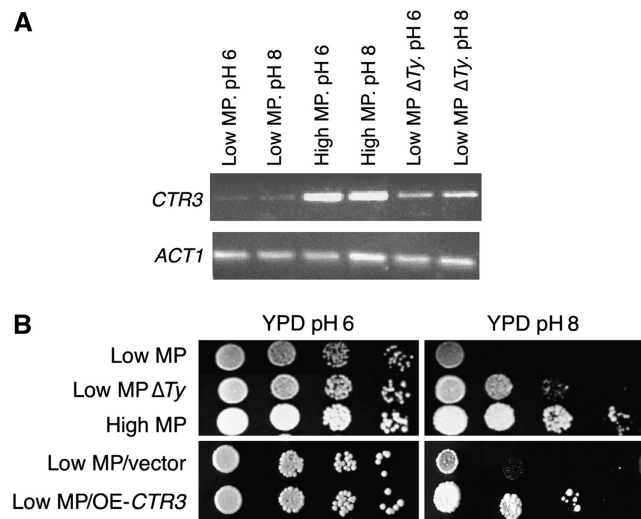 A
Low MP. pH 6
Low MP. pH 8
High MP. pH 6
High MP. pH 8
Low MP ΔTy. pH 6
Low MP ΔTy. pH 8
CTR3
ACT1
B
YPD pH 6
YPD pH 8
Low MP
Low MP ΔTy
High MP
Low MP/vector
Low MP/OE-CTR3